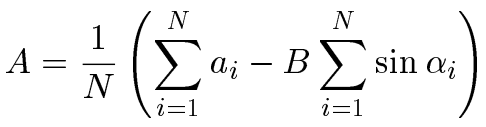 A = \frac{1}{N} \left( \sum_{i=1}^{N} a_i - B \sum_{i=1}^{N} \sin \alpha_i \right)